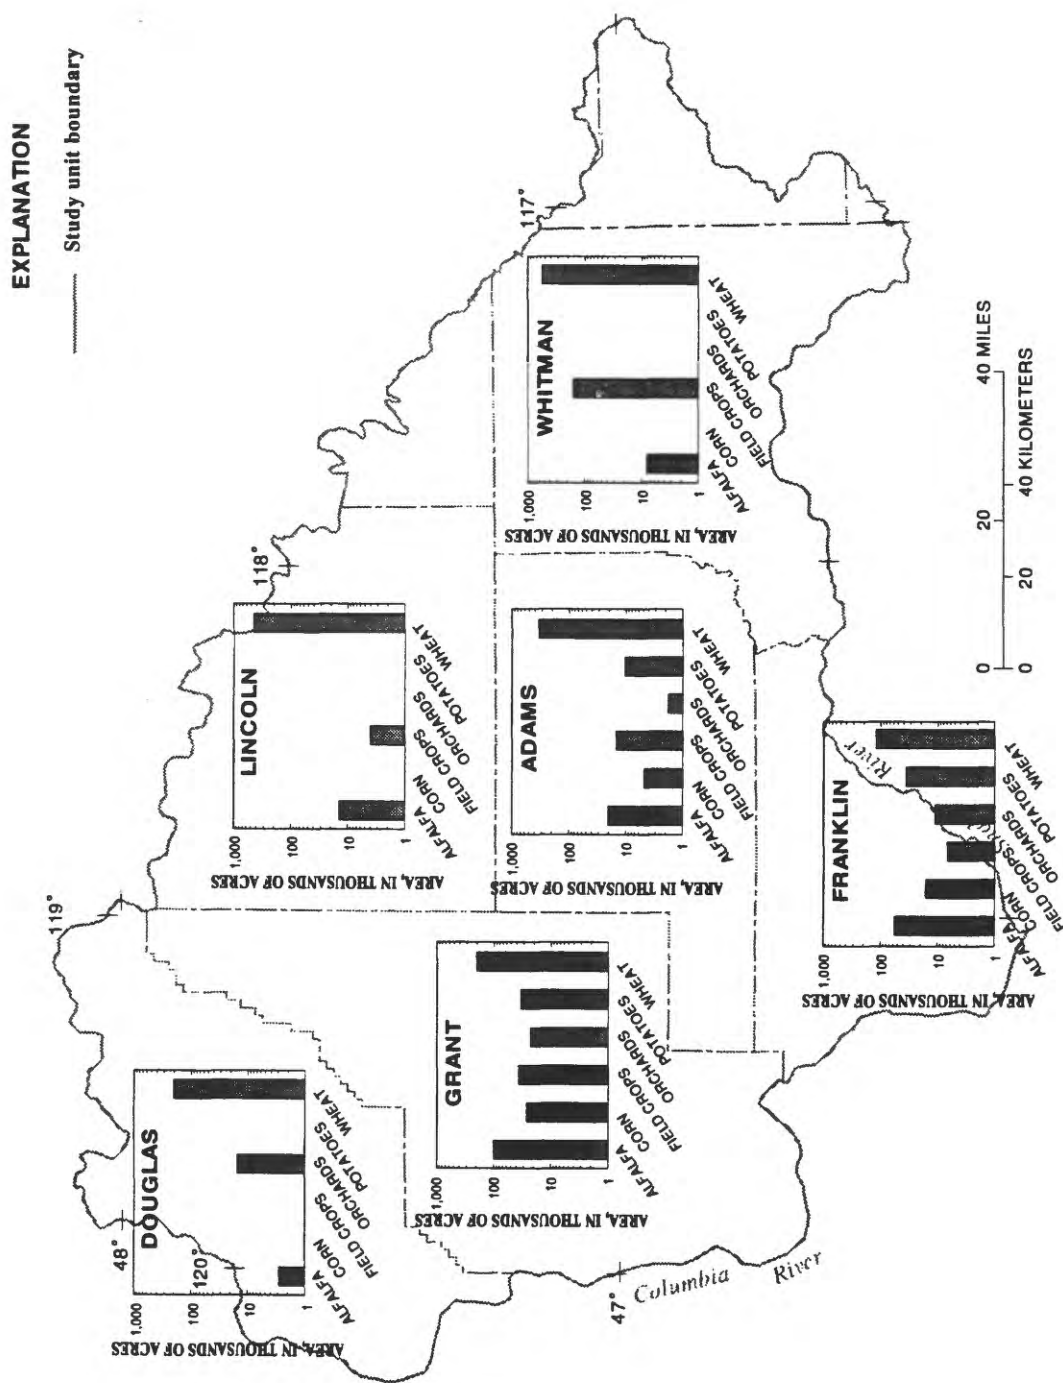 EXPLANATION
Study unit boundary
119°
118°
117°
48°
120°
47°
DOUGLAS
AREA, IN THOUSANDS OF ACRES
1,000
100
10
1
ALFALFA
CORN
FIELD CROPS
ORCHARDS
POTATOES
WHEAT
LINCOLN
AREA, IN THOUSANDS OF ACRES
1,000
100
10
1
ALFALFA
CORN
FIELD CROPS
ORCHARDS
POTATOES
WHEAT
GRANT
AREA, IN THOUSANDS OF ACRES
1,000
100
10
1
ALFALFA
CORN
FIELD CROPS
ORCHARDS
POTATOES
WHEAT
ADAMS
AREA, IN THOUSANDS OF ACRES
1,000
100
10
1
ALFALFA
CORN
FIELD CROPS
ORCHARDS
POTATOES
WHEAT
WHITMAN
AREA, IN THOUSANDS OF ACRES
1,000
100
10
1
ALFALFA
CORN
FIELD CROPS
ORCHARDS
POTATOES
WHEAT
FRANKLIN
AREA, IN THOUSANDS OF ACRES
1,000
100
10
1
ALFALFA
CORN
FIELD CROPS
ORCHARDS
POTATOES
WHEAT
Columbia River
River
0 20 40 MILES
0 20 40 KILOMETERS